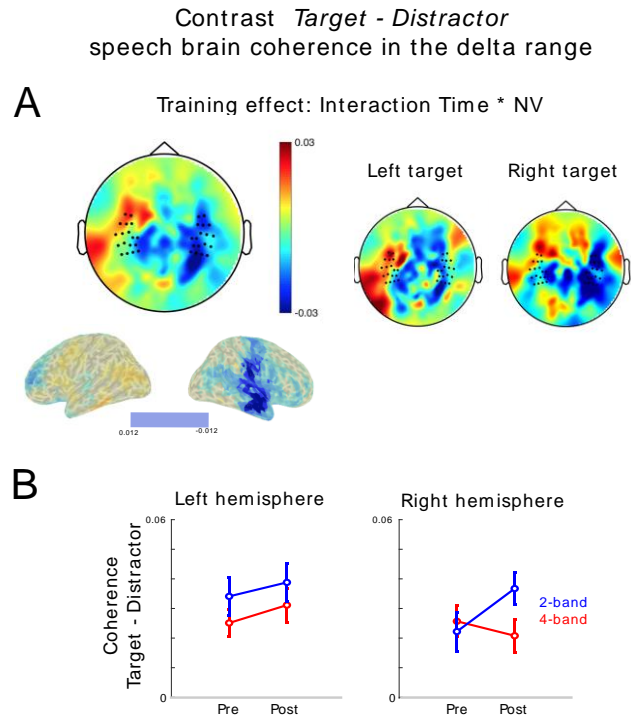 Contrast Target - Distractor
speech brain coherence in the delta range
A
Training effect: Interaction Time * NV
0.03
-0.03
Left target
Right target
0.012
-0.012
B
Left hemisphere
Right hemisphere
Coherence
Target - Distractor
0.06
0
Pre
Post
0.06
0
Pre
Post
2-band
4-band